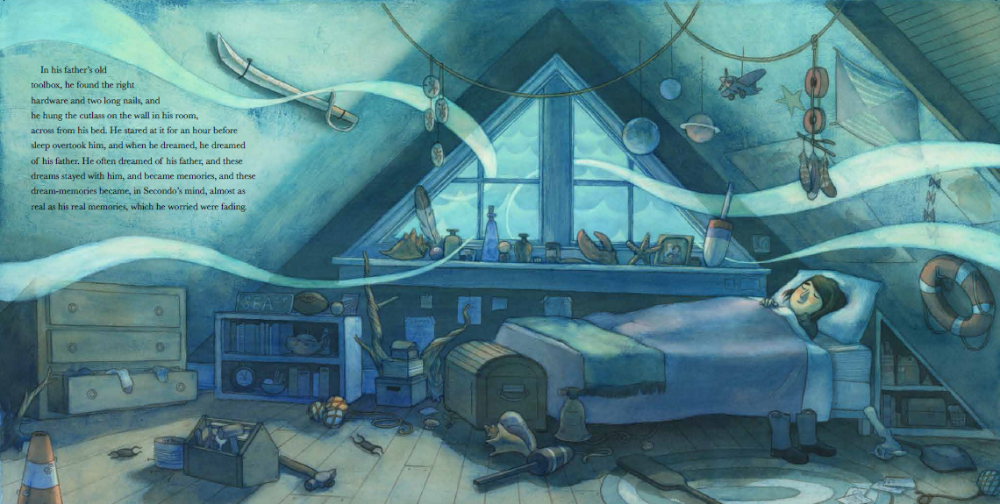 In his father's old
toolbox, he found the right
hardware and two long nails, and
he hung the cutlass on the wall in his room,
across from his bed. He stared at it for an hour before
sleep overtook him, and when he dreamed, he dreamed
of his father. He often dreamed of his father, and these
dreams stayed with him, and became memories, and these
dream-memories became, in Secondo's mind, almost as
real as his real memories, which he worried were fading.
SEA